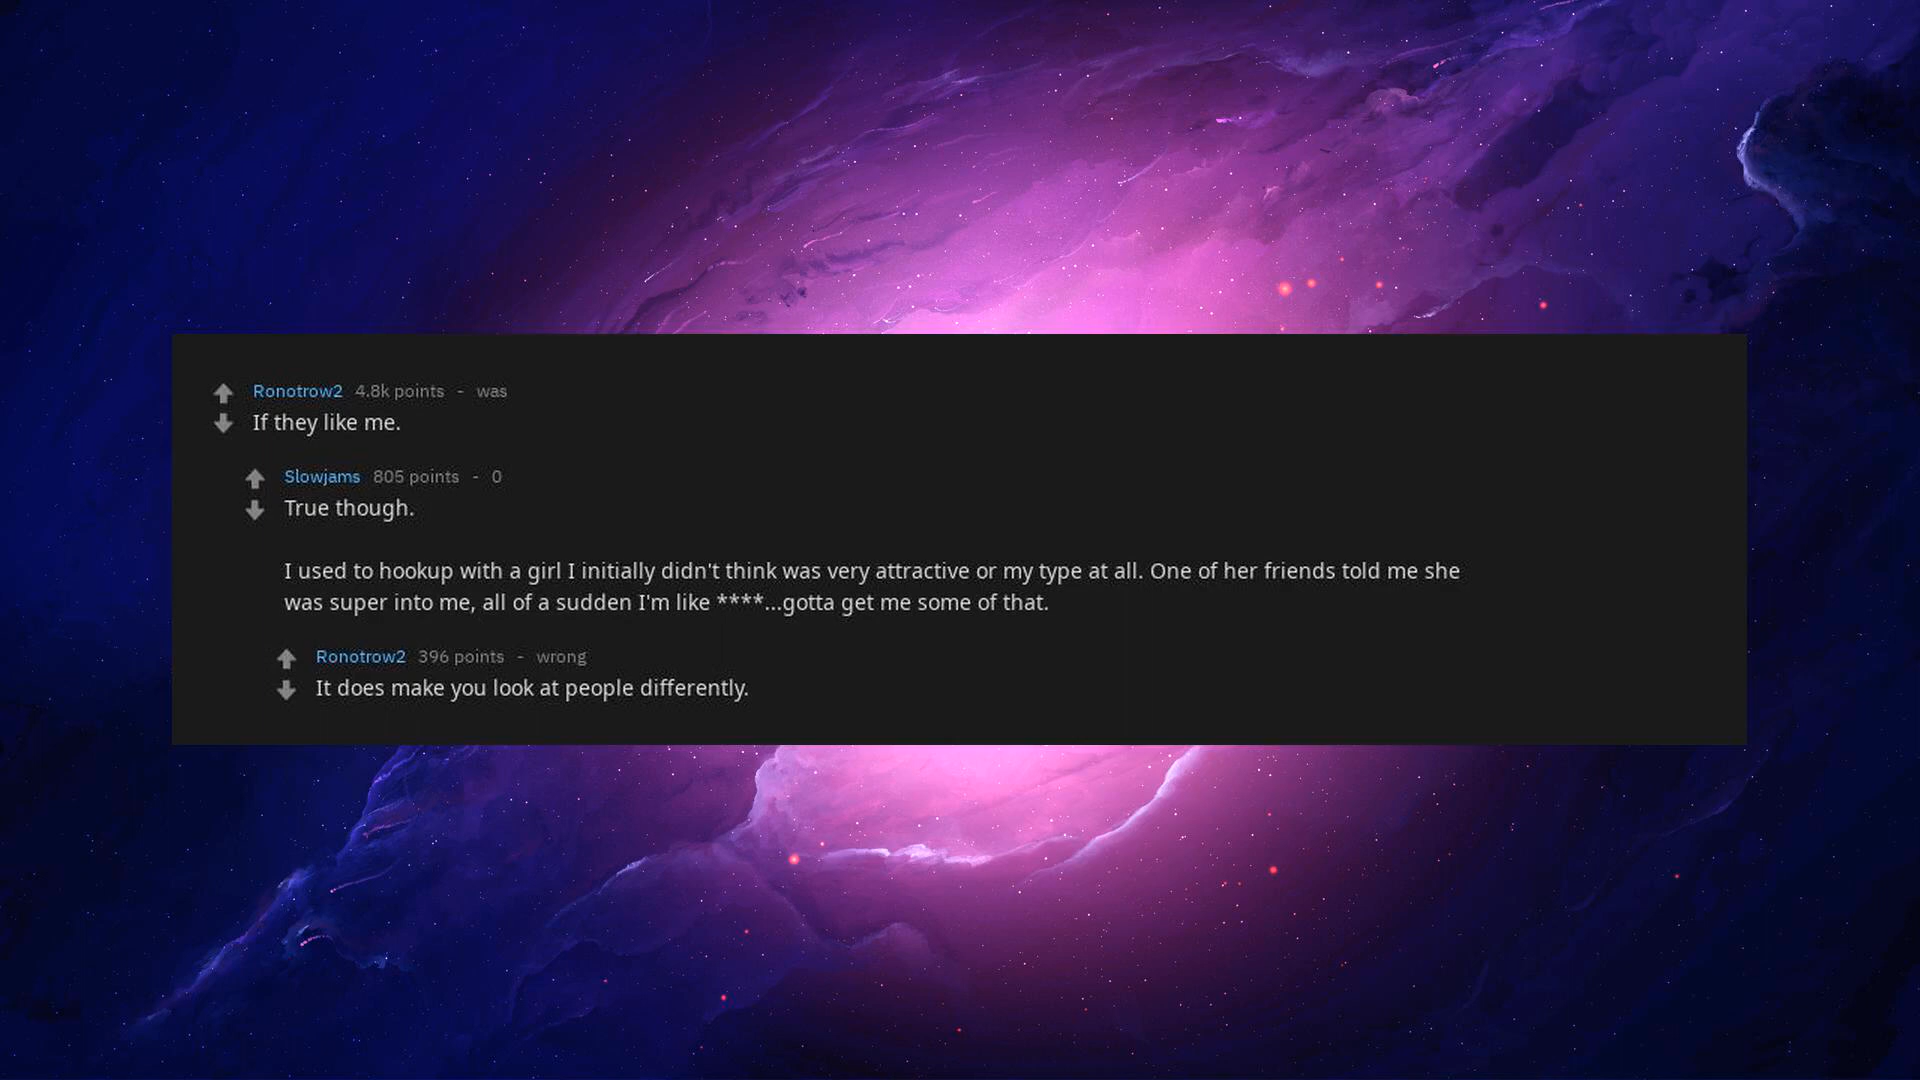 Ronotrow2 4.8k points - was
If they like me.
Slowjams 805 points - 0
True though.
I used to hookup with a girl I initially didn't think was very attractive or my type at all. One of her friends told me she
was super into me, all of a sudden I'm like ****...gotta get me some of that.
Ronotrow2 396 points - wrong
It does make you look at people differently.